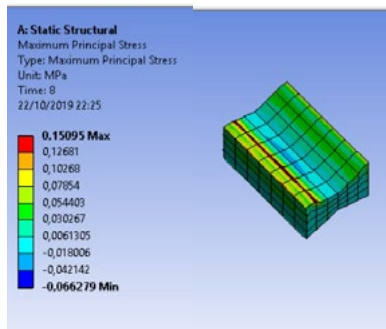 A: Static Structural
Maximum Principal Stress
Type: Maximum Principal Stress
Unit: MPa
Time: 8
22/10/2019 22:25
0,15095 Max
0,12681
0,10268
0,07854
0,054403
0,030267
0,0061305
-0,018006
-0,042142
-0,066279 Min